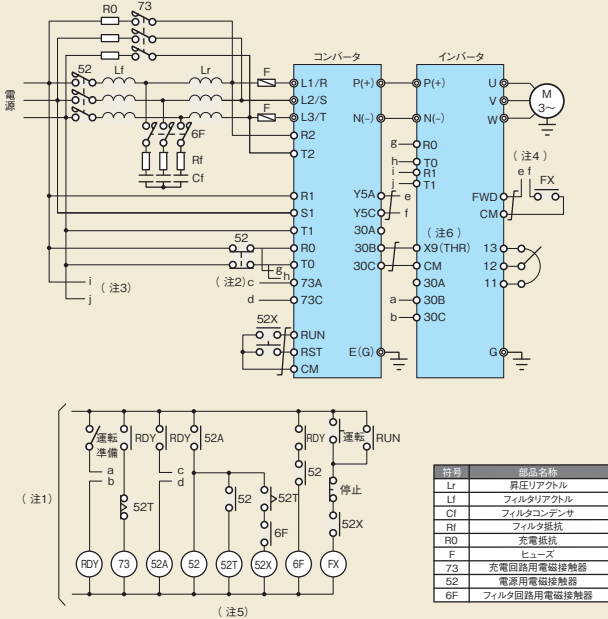 R0 73
52 Lf Lr F
電源
F
6F
Rf
Cf
コンバータ
インバータ
L1/R P(+) P(+) U
L2/S V
L3/T N(-) N(-) W
M
3~
R2
T2
g R0
h T0
i R1
j T1
(注4)
e f FX
R1 Y5A e FWD
S1 Y5C f CM
T1 30A (注6)
52 R0 30B X9(THR) 13
T0 30C CM 12
g
h
i (注3) (注2) c 73A 30A 11
j d 73C a 30B
b 30C
52X
RUN
RST E(G) G
CM
(注1)
運転準備 RDY RDY 52A RDY 運転 RUN
a
b
c
d
52
52T 52 52T 停止
6F 52X
RDY 73 52A 52 52T 52X 6F FX
(注5)
符号 部品名称
Lr 昇圧リアクトル
Lf フィルタリアクトル
Cf フィルタコンデンサ
Rf フィルタ抵抗
R0 充電抵抗
F ヒューズ
73 充電回路用電磁接触器
52 電源用電磁接触器
6F フィルタ回路用電磁接触器